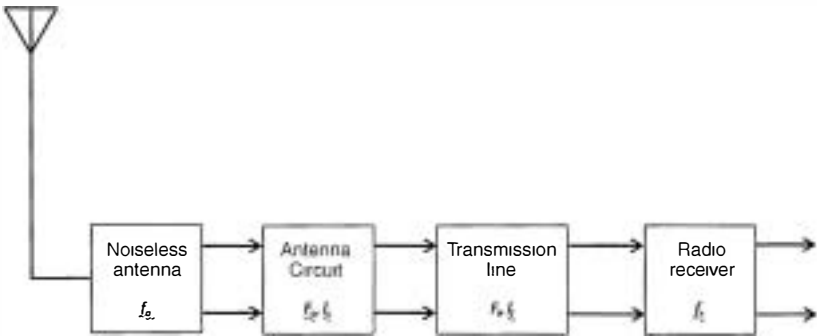 Noiseless
antenna
Antenna
Circuit
Transmission
line
Radio
receiver